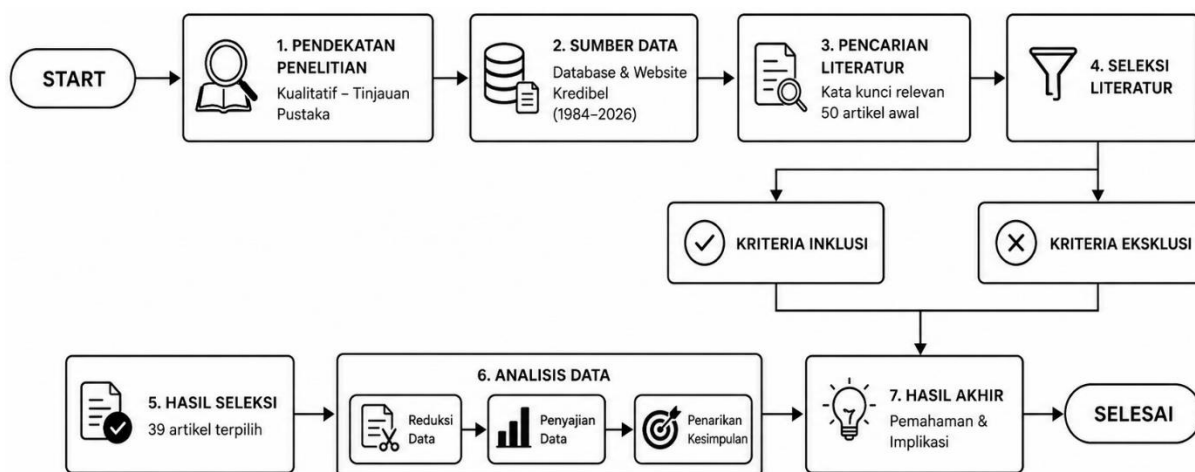 START
1. PENDEKATAN
PENELITIAN
Kualitatif – Tinjauan
Pustaka
2. SUMBER DATA
Database & Website
Kredibel
(1984–2026)
3. PENCARIAN
LITERATUR
Kata kunci relevan
50 artikel awal
4. SELEKSI
LITERATUR
KRITERIA INKLUSI
KRITERIA EKSKLUSI
5. HASIL SELEKSI
39 artikel terpilih
6. ANALISIS DATA
Reduksi
Data
Penyajian
Data
Penarikan
Kesimpulan
7. HASIL AKHIR
Pemahaman &
Implikasi
SELESAI